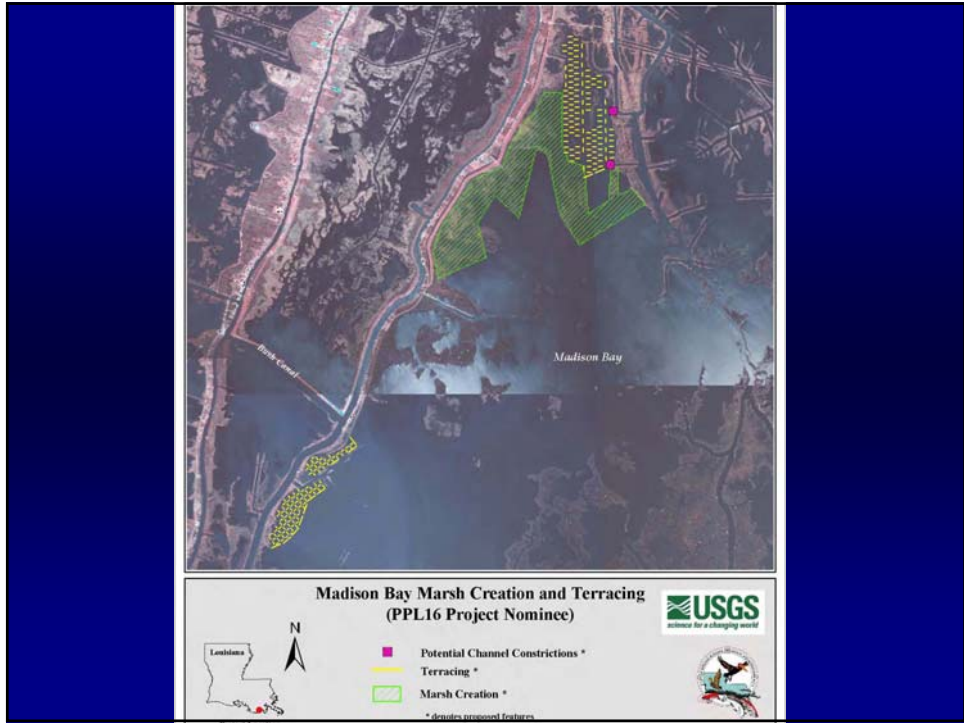 Bush Canal
Madison Bay
Madison Bay Marsh Creation and Terracing
(PPL16 Project Nominee)
USGS
science for a changing world
N
Louisiana
Potential Channel Constrictions *
Terracing *
Marsh Creation *
* denotes proposed features